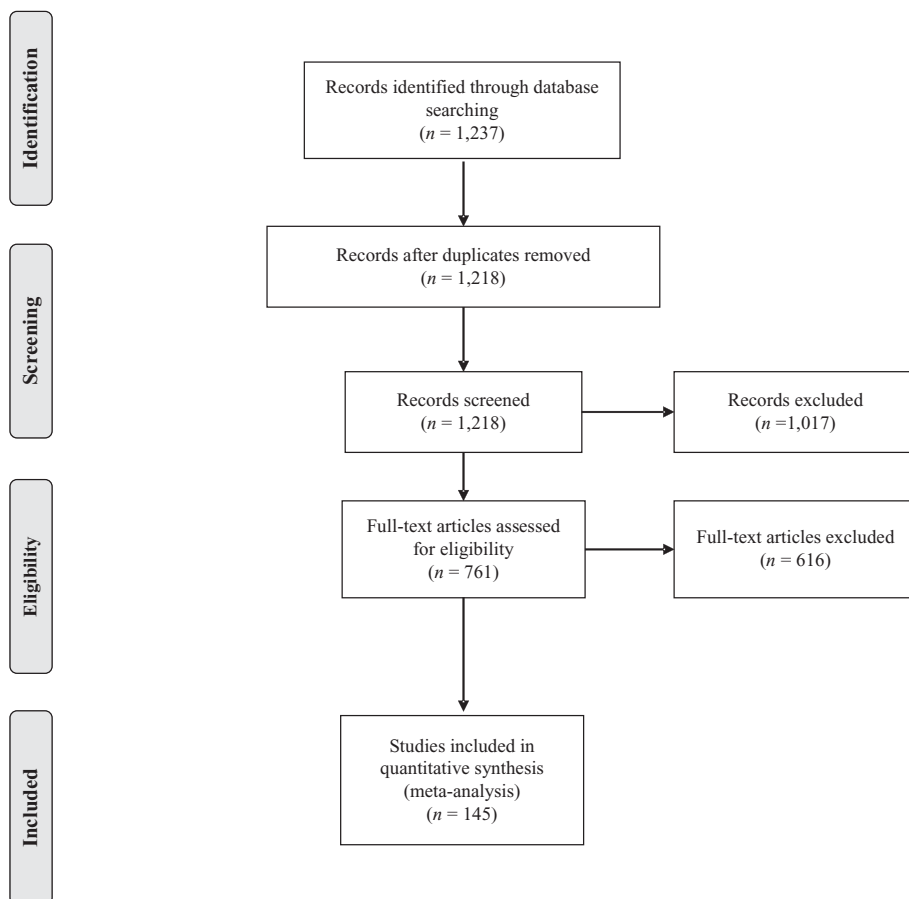 Identification
Records identified through database
searching
(n = 1,237)
Records after duplicates removed
(n = 1,218)
Screening
Records screened
(n = 1,218)
Records excluded
(n =1,017)
Eligibility
Full-text articles assessed
for eligibility
(n = 761)
Full-text articles excluded
(n = 616)
Included
Studies included in
quantitative synthesis
(meta-analysis)
(n = 145)